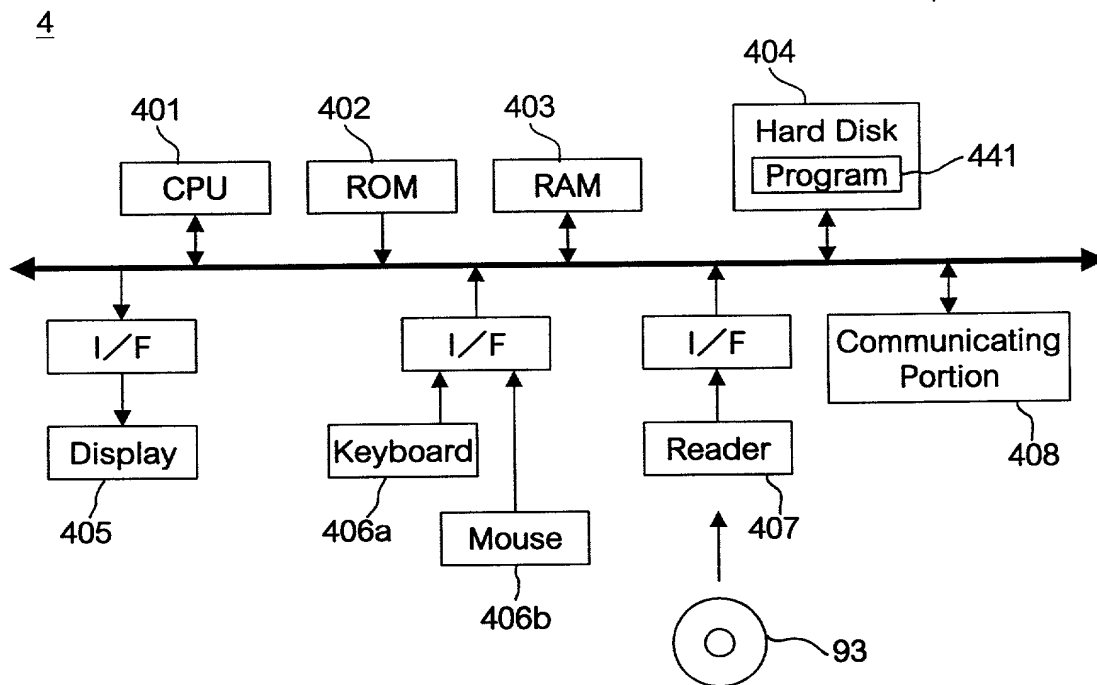 4
401
402
403
404
CPU
ROM
RAM
Hard Disk
Program
441
I/F
I/F
I/F
Communicating
Portion
Display
Keyboard
Reader
408
405
406a
Mouse
407
406b
93